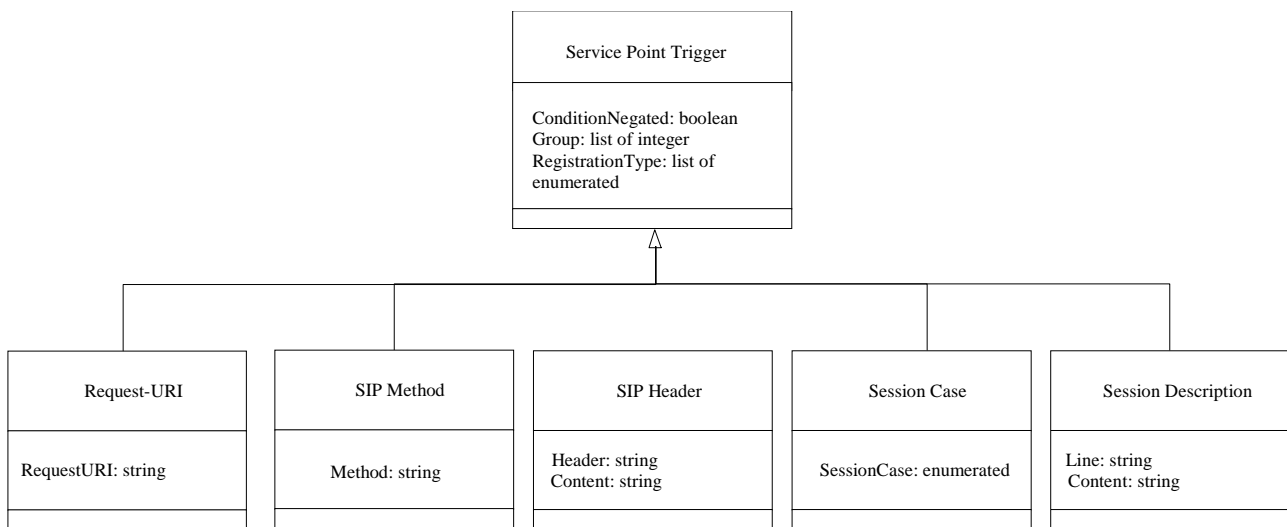 Service Point Trigger
ConditionNegated: boolean
Group: list of integer
RegistrationType: list of
enumerated
Request-URI
RequestURI: string
SIP Method
Method: string
SIP Header
Header: string
Content: string
Session Case
SessionCase: enumerated
Session Description
Line: string
Content: string